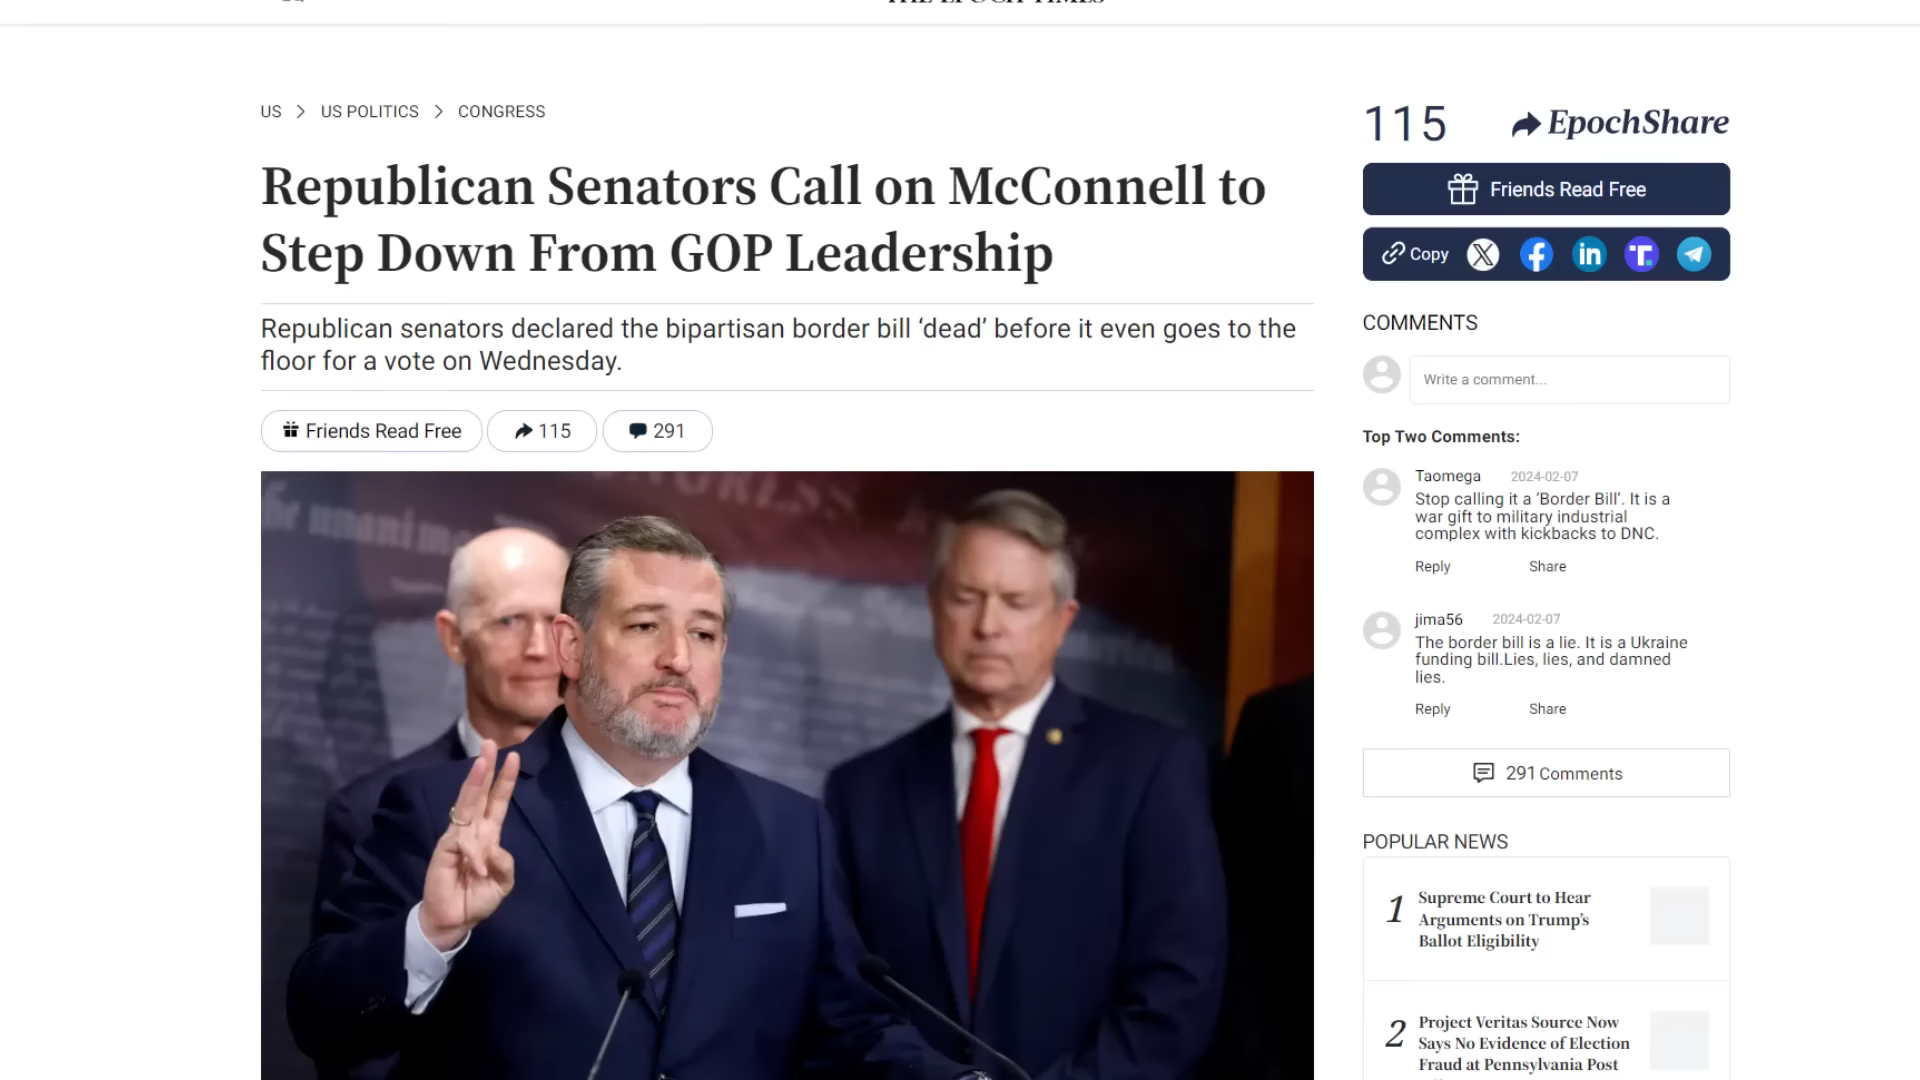 THE EPOCH TIMES
US > US POLITICS > CONGRESS
Republican Senators Call on McConnell to
Step Down From GOP Leadership
Republican senators declared the bipartisan border bill ‘dead’ before it even goes to the
floor for a vote on Wednesday.
Friends Read Free 115 291
115 EpochShare
Friends Read Free
Copy
COMMENTS
Write a comment...
Top Two Comments:
Taomega 2024-02-07
Stop calling it a ‘Border Bill’. It is a
war gift to military industrial
complex with kickbacks to DNC.
Reply Share
jima56 2024-02-07
The border bill is a lie. It is a Ukraine
funding bill.Lies, lies, and damned
lies.
Reply Share
291 Comments
POPULAR NEWS
1 Supreme Court to Hear
Arguments on Trump’s
Ballot Eligibility
2 Project Veritas Source Now
Says No Evidence of Election
Fraud at Pennsylvania Post